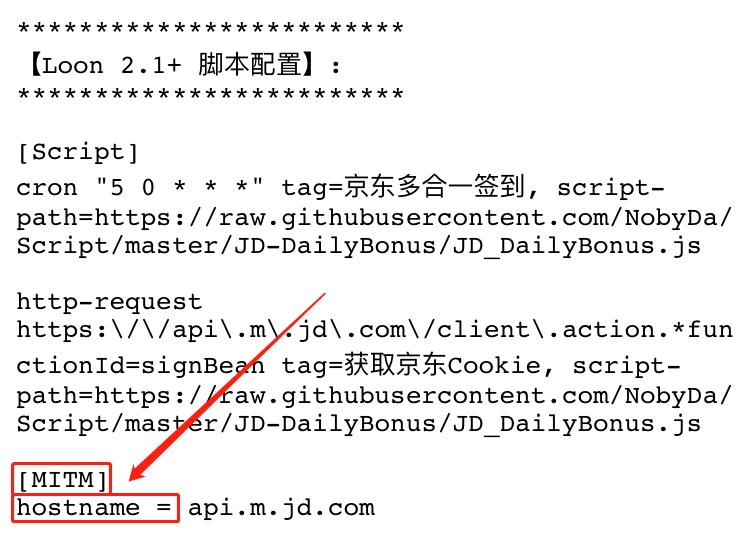 *************************
【Loon 2.1+ 脚本配置】:
*************************
[Script]
cron "5 0 * * *" tag=京东多合一签到, script-
path=https://raw.githubusercontent.com/NobyDa/
Script/master/JD-DailyBonus/JD_DailyBonus.js
http-request
https:\/\/api\.m\.jd\.com\/client\.action.*fun
ctionId=signBean tag=获取京东Cookie, script-
path=https://raw.githubusercontent.com/NobyDa/
Script/master/JD-DailyBonus/JD_DailyBonus.js
[MITM]
hostname = api.m.jd.com